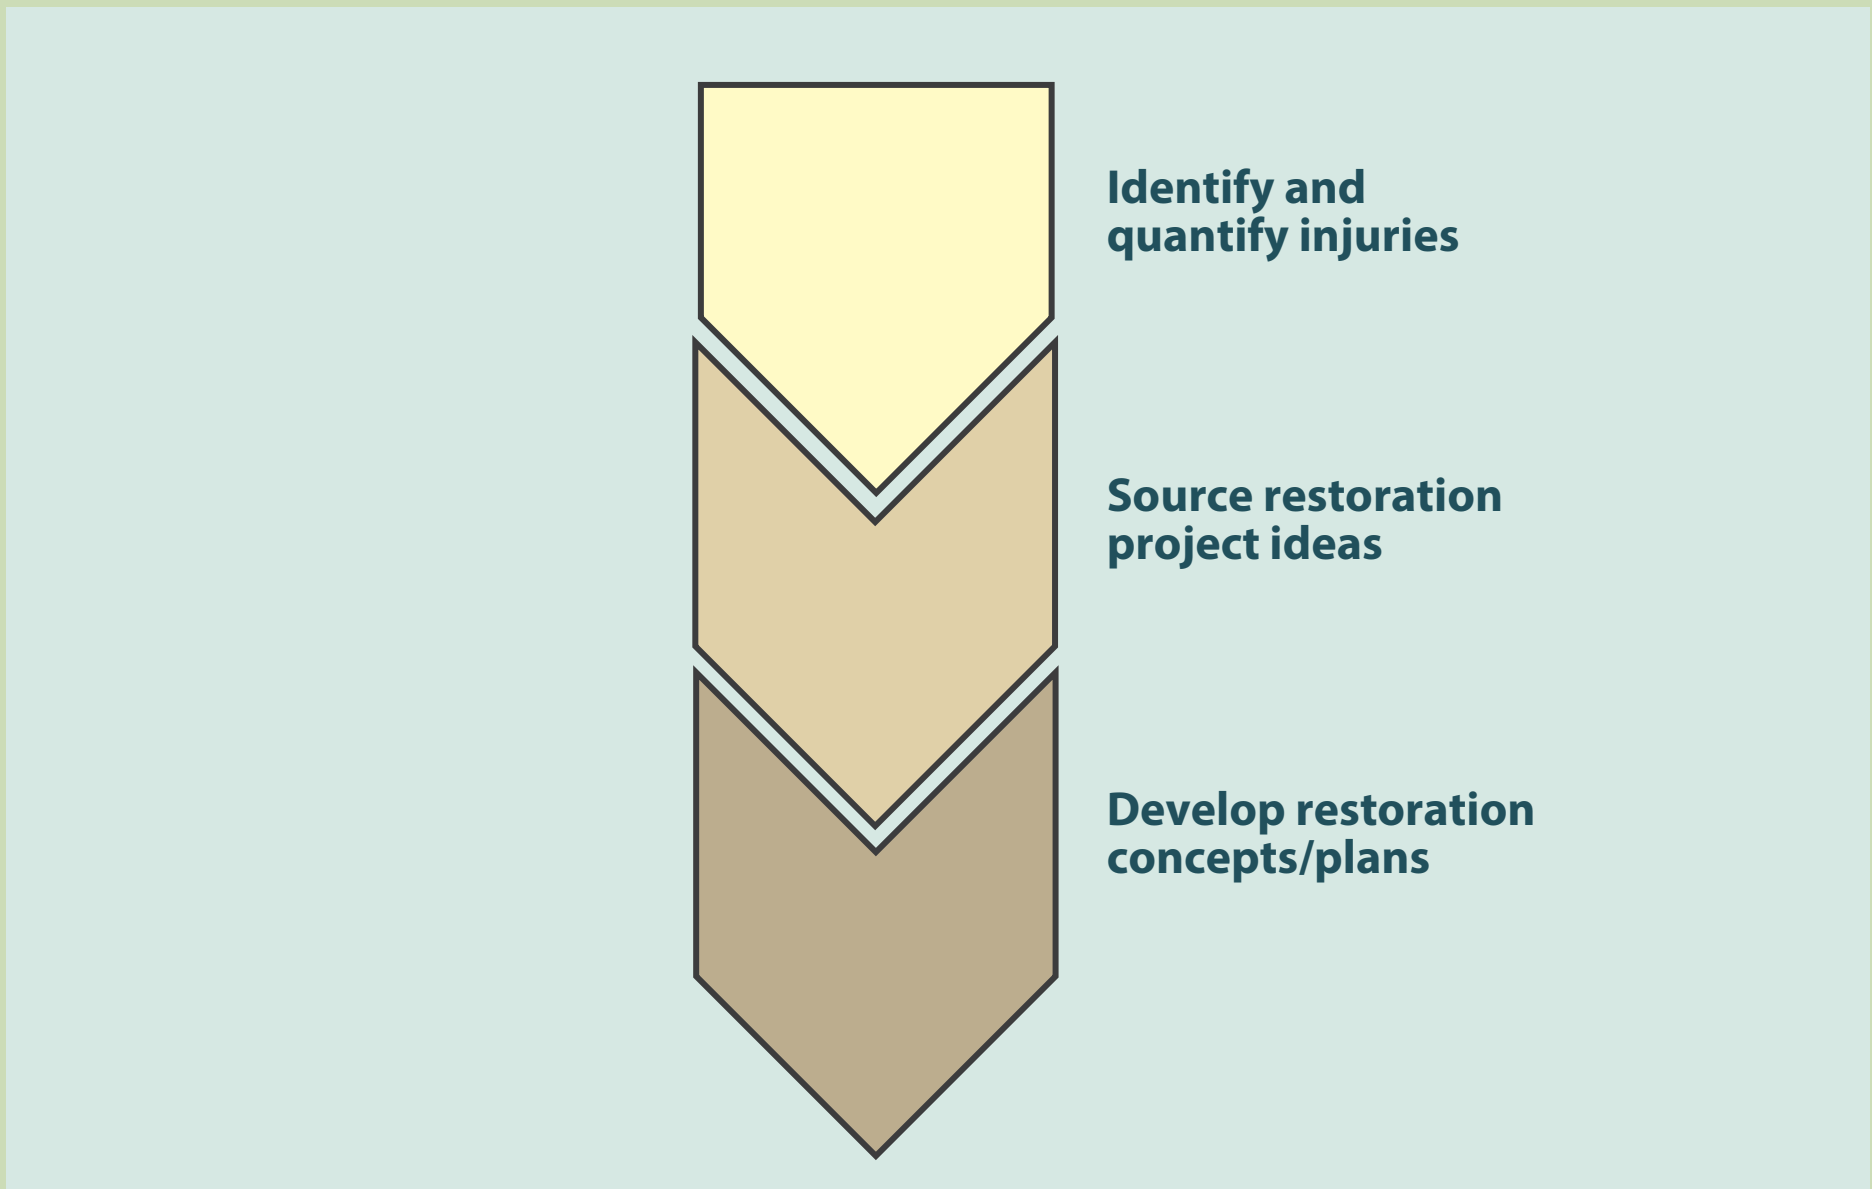 Identify and
quantify injuries
Source restoration
project ideas
Develop restoration
concepts/plans